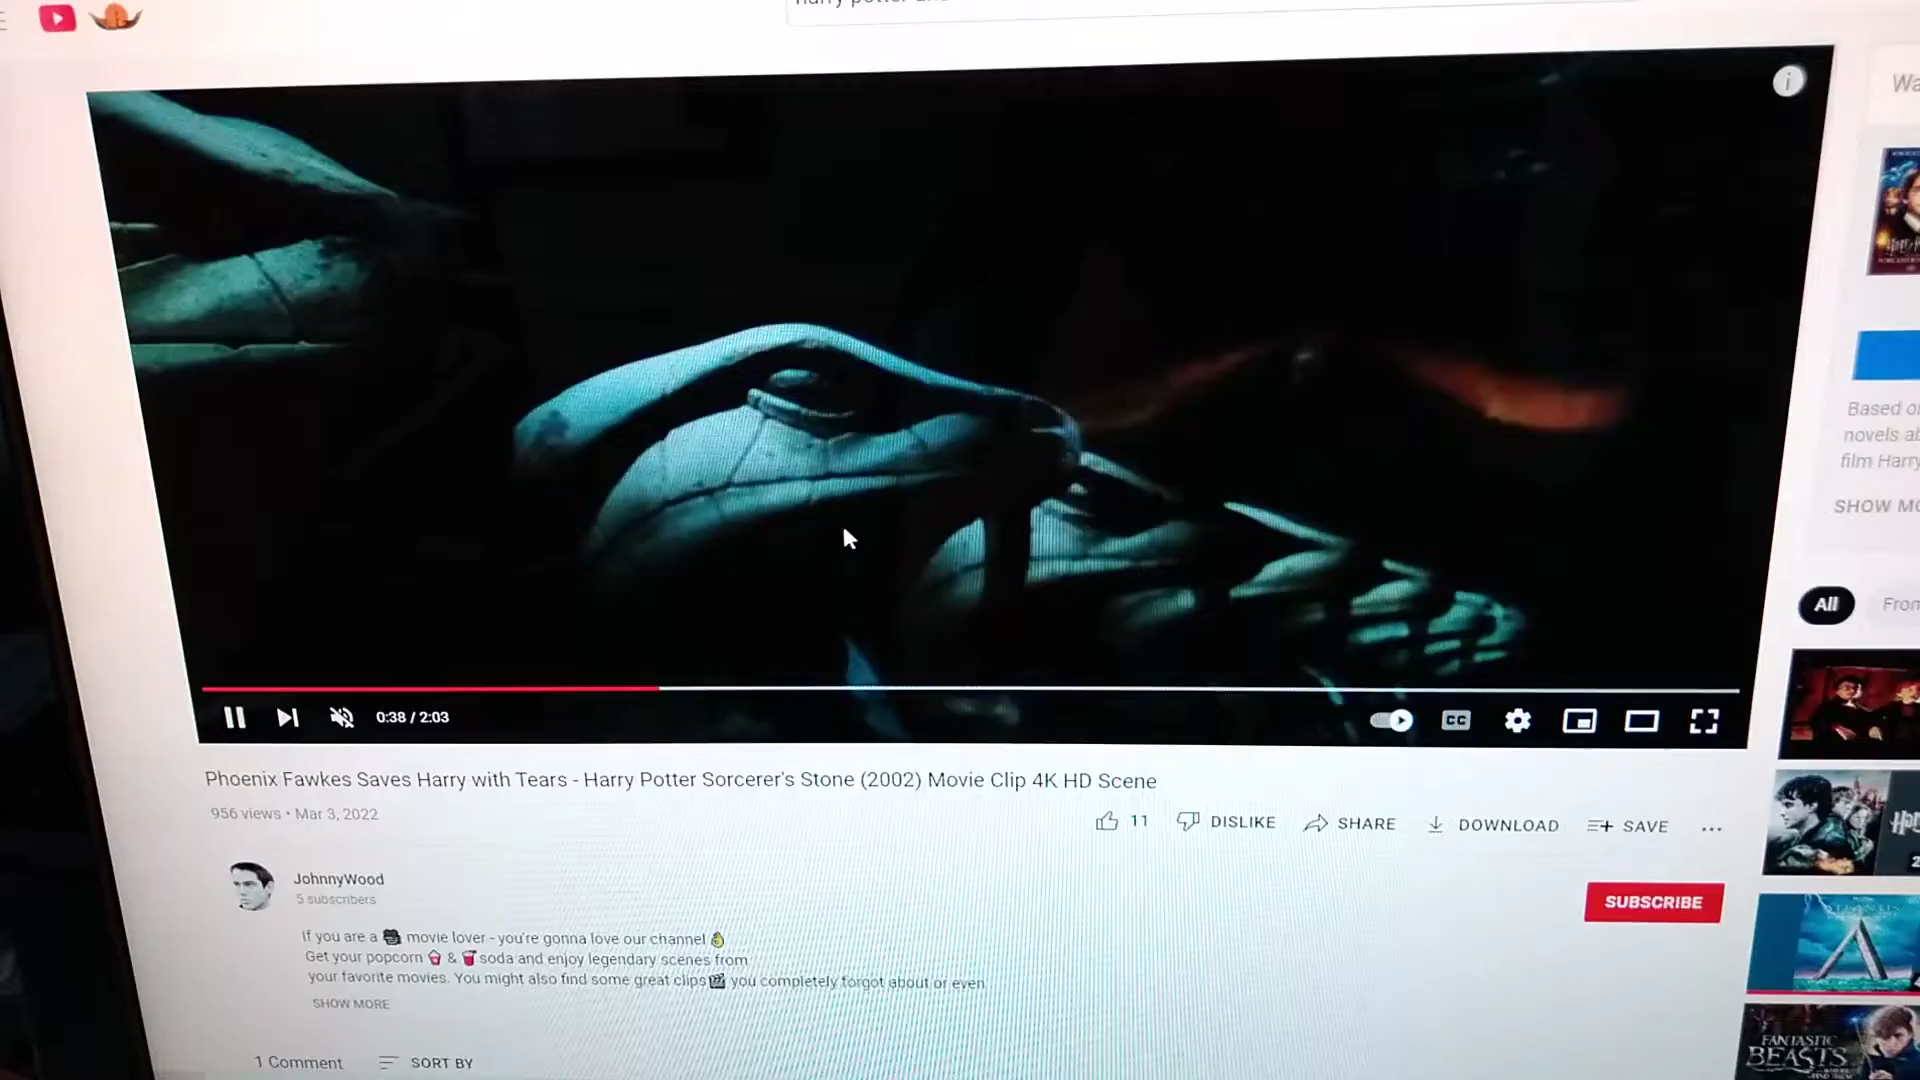 harry potter
Wa
0:38 / 2:03
CC
Phoenix Fawkes Saves Harry with Tears - Harry Potter Sorcerer's Stone (2002) Movie Clip 4K HD Scene
956 views • Mar 3, 2022
11
DISLIKE
SHARE
DOWNLOAD
SAVE
JohnnyWood
5 subscribers
SUBSCRIBE
If you are a movie lover - you're gonna love our channel
Get your popcorn & soda and enjoy legendary scenes from
your favorite movies. You might also find some great clips you completely forgot about or even
SHOW MORE
1 Comment
SORT BY
Based o
novels ab
film Harry
SHOW MO
All
From
FANTASTIC
BEASTS